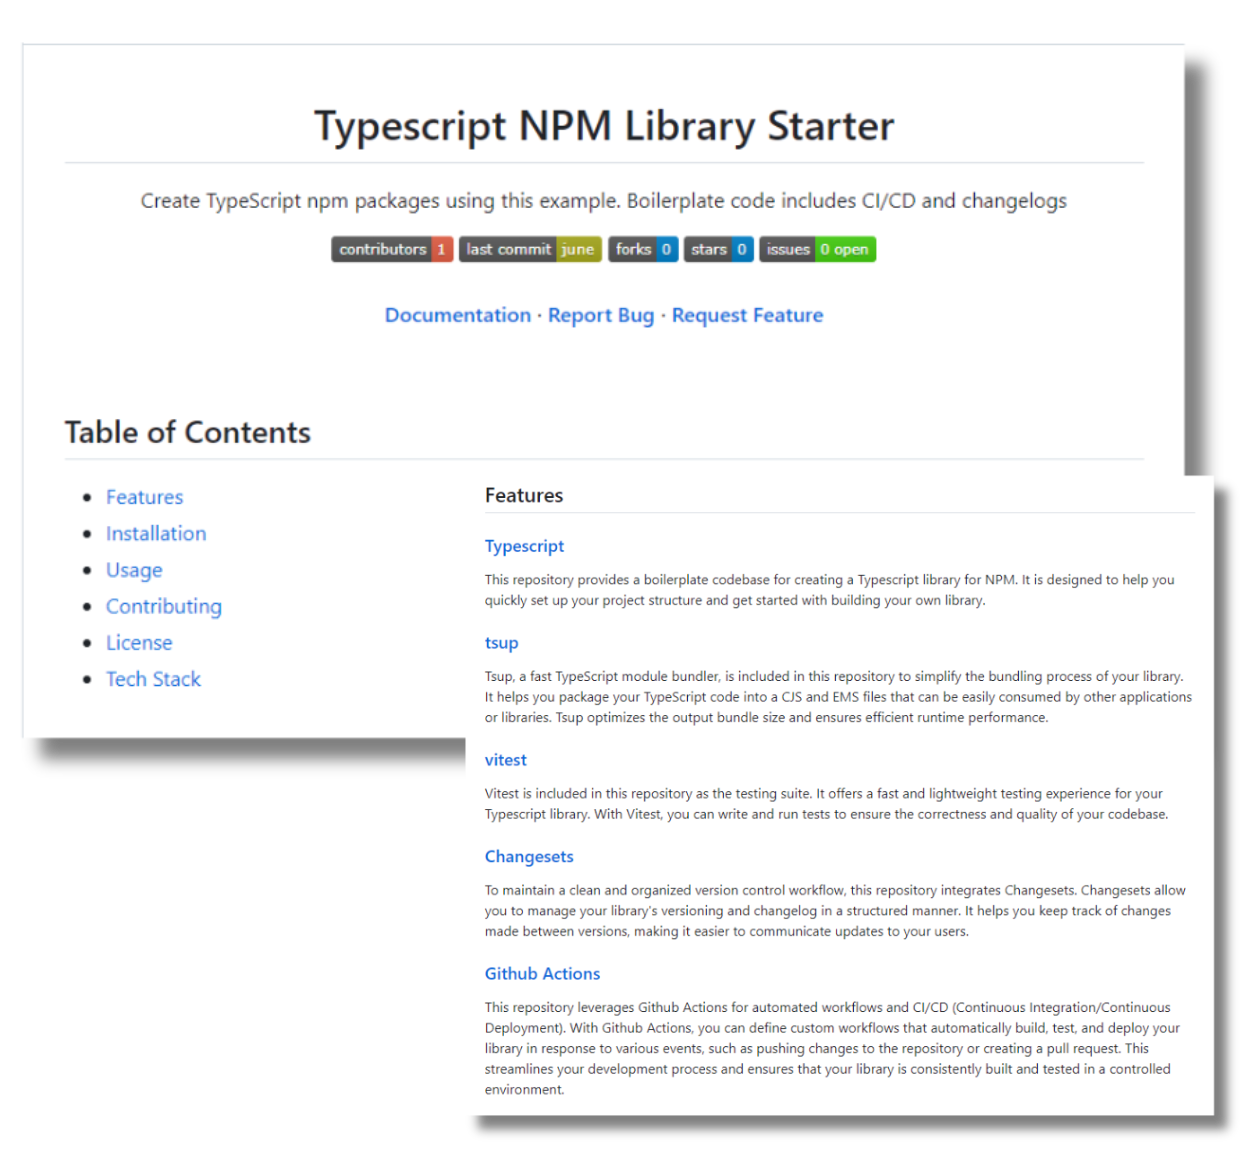 Typescript NPM Library Starter
Create TypeScript npm packages using this example. Boilerplate code includes CI/CD and changelogs
contributors 1 last commit june forks 0 stars 0 issues 0 open
Documentation · Report Bug · Request Feature
Table of Contents
• Features
• Installation
• Usage
• Contributing
• License
• Tech Stack
Features
Typescript
This repository provides a boilerplate codebase for creating a Typescript library for NPM. It is designed to help you
quickly set up your project structure and get started with building your own library.
tsup
Tsup, a fast TypeScript module bundler, is included in this repository to simplify the bundling process of your library.
It helps you package your TypeScript code into a CJS and EMS files that can be easily consumed by other applications
or libraries. Tsup optimizes the output bundle size and ensures efficient runtime performance.
vitest
Vitest is included in this repository as the testing suite. It offers a fast and lightweight testing experience for your
Typescript library. With Vitest, you can write and run tests to ensure the correctness and quality of your codebase.
Changesets
To maintain a clean and organized version control workflow, this repository integrates Changesets. Changesets allow
you to manage your library's versioning and changelog in a structured manner. It helps you keep track of changes
made between versions, making it easier to communicate updates to your users.
Github Actions
This repository leverages Github Actions for automated workflows and CI/CD (Continuous Integration/Continuous
Deployment). With Github Actions, you can define custom workflows that automatically build, test, and deploy your
library in response to various events, such as pushing changes to the repository or creating a pull request. This
streamlines your development process and ensures that your library is consistently built and tested in a controlled
environment.